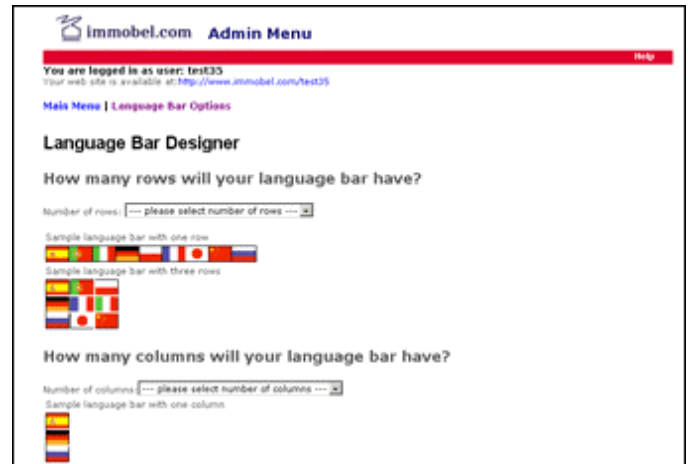 immobel.com Admin Menu
Help
You are logged in as user: test35
Your web site is available at: http://www.immobel.com/test35
Main Menu | Language Bar Options
Language Bar Designer
How many rows will your language bar have?
Number of rows: --- please select number of rows ---
Sample language bar with one row
Sample language bar with three rows
How many columns will your language bar have?
Number of columns: --- please select number of columns ---
Sample language bar with one column